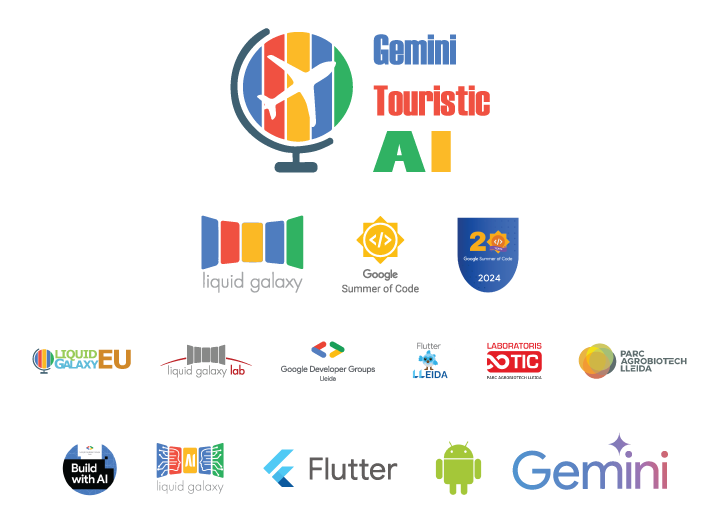 Gemini
Touristic
AI
liquid galaxy
Google
Summer of Code
20
Google Summer of Code
2024
LIQUID
GALAXY EU
liquid galaxy lab
Google Developer Groups
Lleida
Flutter
LLEIDA
LABORATORIS
TIC
PARC AGROBIOTECH LLEIDA
PARC
AGROBIOTECH
LLEIDA
Build
with AI
AI
liquid galaxy
Flutter
Gemini